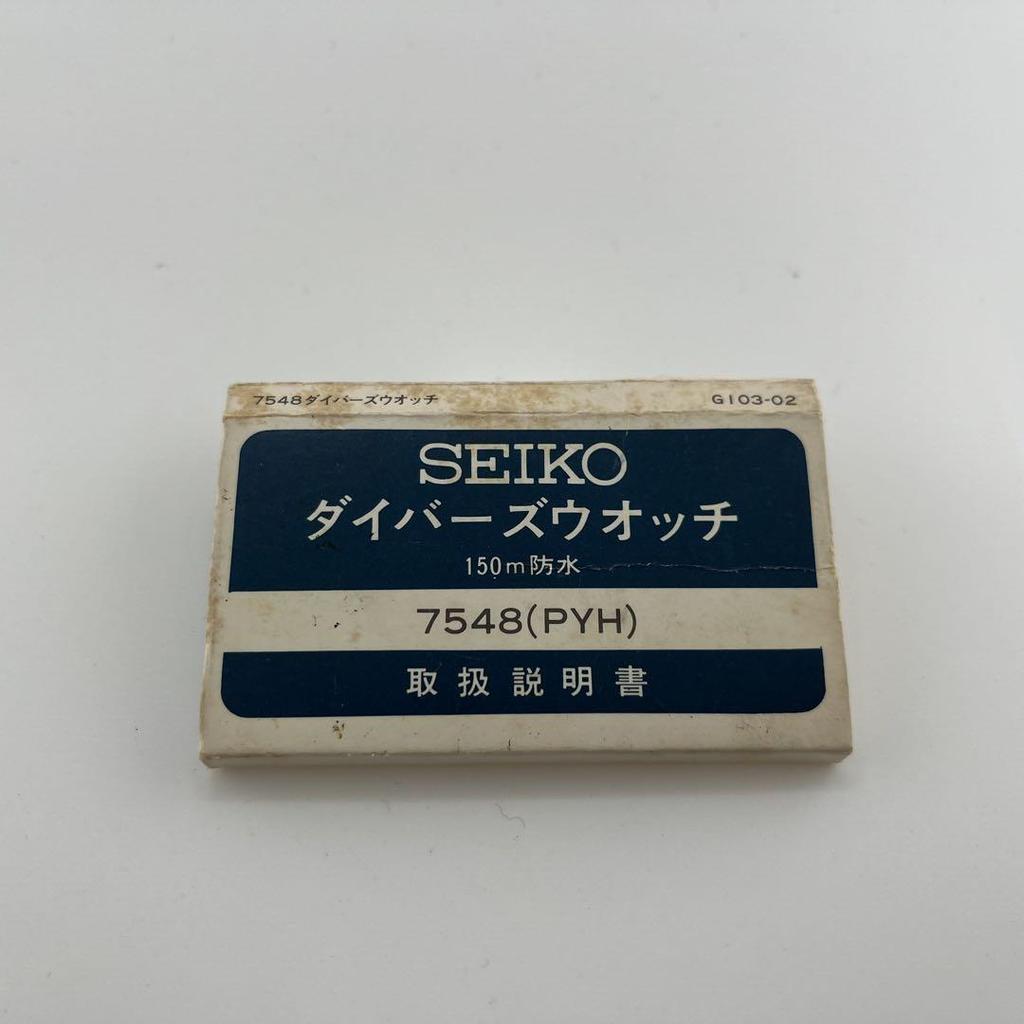 7548ダイバーズウオッチ G103-02
SEIKO
ダイバーズウオッチ
150m防水
7548(PYH)
取扱説明書